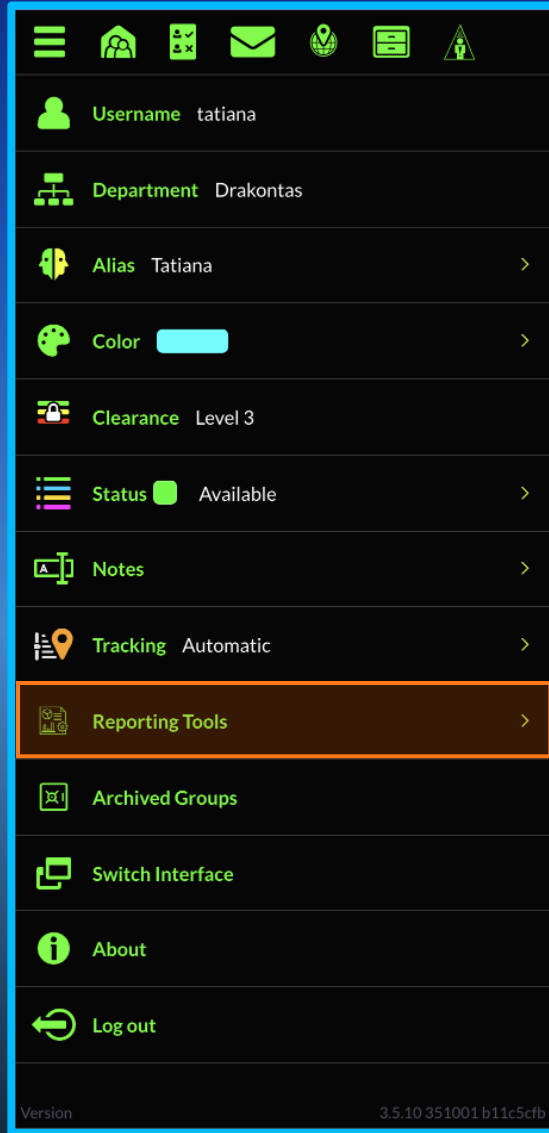 Username tatiana
Department Drakontas
Alias Tatiana
Color
Clearance Level 3
Status Available
Notes
Tracking Automatic
Reporting Tools
Archived Groups
Switch Interface
About
Log out
Version 3.5.10 351001 b11c5cfb